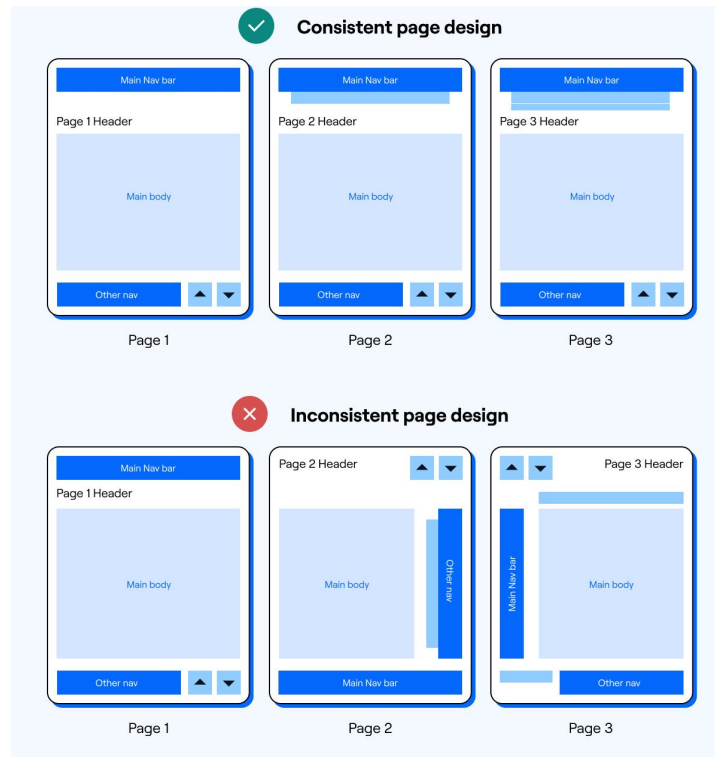 Consistent page design
Main Nav bar
Page 1 Header
Main body
Other nav
Page 1
Main Nav bar
Page 2 Header
Main body
Other nav
Page 2
Main Nav bar
Page 3 Header
Main body
Other nav
Page 3
Inconsistent page design
Main Nav bar
Page 1 Header
Main body
Other nav
Page 1
Page 2 Header
Main body
Other nav
Main Nav bar
Page 2
Page 3 Header
Main Nav bar
Main body
Other nav
Page 3